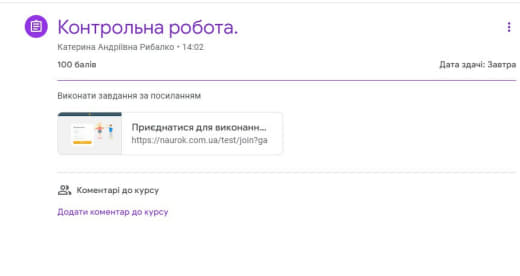 Контрольна робота.
Катерина Андріївна Рибалко • 14:02
100 балів
Дата здачі: Завтра
Виконати завдання за посиланням
Приєднатися для виконанн...
https://naurok.com.ua/test/join?ga
Коментарі до курсу
Додати коментар до курсу